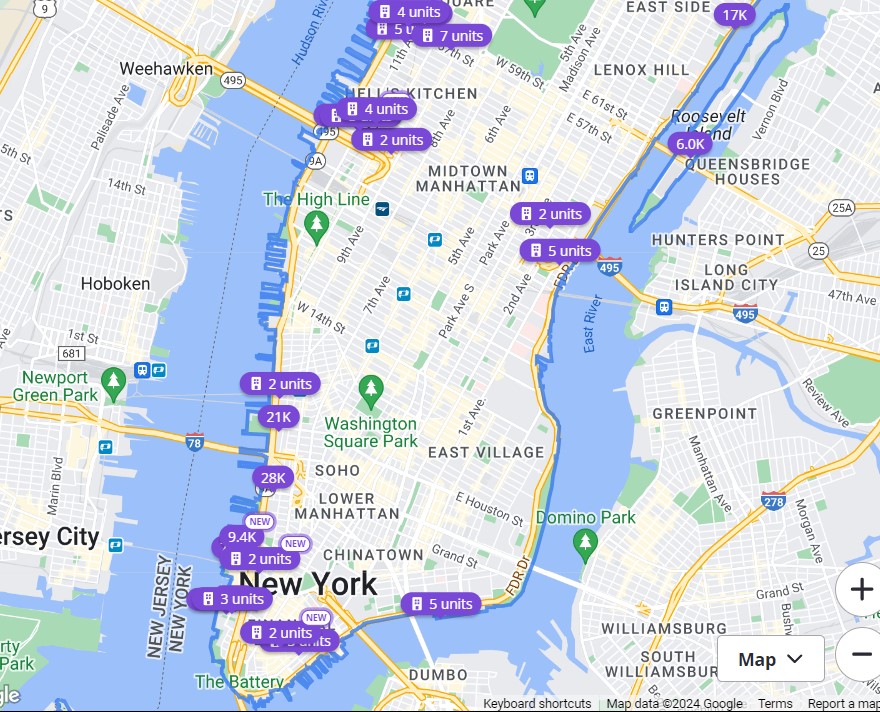 9
Hudson Riv
4 units
5 u
7 units
EAST SIDE
17K
Weehawken
495
11th
W 59th St
5th Ave
Madison Ave
LENOX HILL
E 61st St
E 57th St
Palisade Ave
HELL'S KITCHEN
4 units
495
2 units
9A
8th Ave
6th Ave
Roosevelt
Island
Vernon Blvd
6.0K
QUEENSBRIDGE
HOUSES
5th St
14th St
MIDTOWN
MANHATTAN
The High Line
2 units
25A
9th Ave
5th Ave
Park Ave
5 units
HUNTERS POINT
25
495
LONG
ISLAND CITY
Hoboken
7th Ave
Park Ave S
2nd Ave
FDR
47th Ave
W 14th St
East River
495
1st St
681
Newport
Green Park
2 units
21K
Washington
Square Park
1st Ave
GREENPOINT
Review Ave
78
EAST VILLAGE
Manhattan Ave
Marin Blvd
SOHO
28K
LOWER
MANHATTAN
E Houston St
278
Morgan Ave
NEW
Domino Park
ersey City
9.4K
NEW
2 units
CHINATOWN
Grand St
New York
FDR Dr
NEW JERSEY
NEW YORK
3 units
5 units
Grand St
NEW
2 units
units
WILLIAMSBURG
SOUTH
WILLIAMSBURG
rty
Park
The Battery
DUMBO
Map
gle
Keyboard shortcuts
Map data ©2024 Google
Terms
Report a map